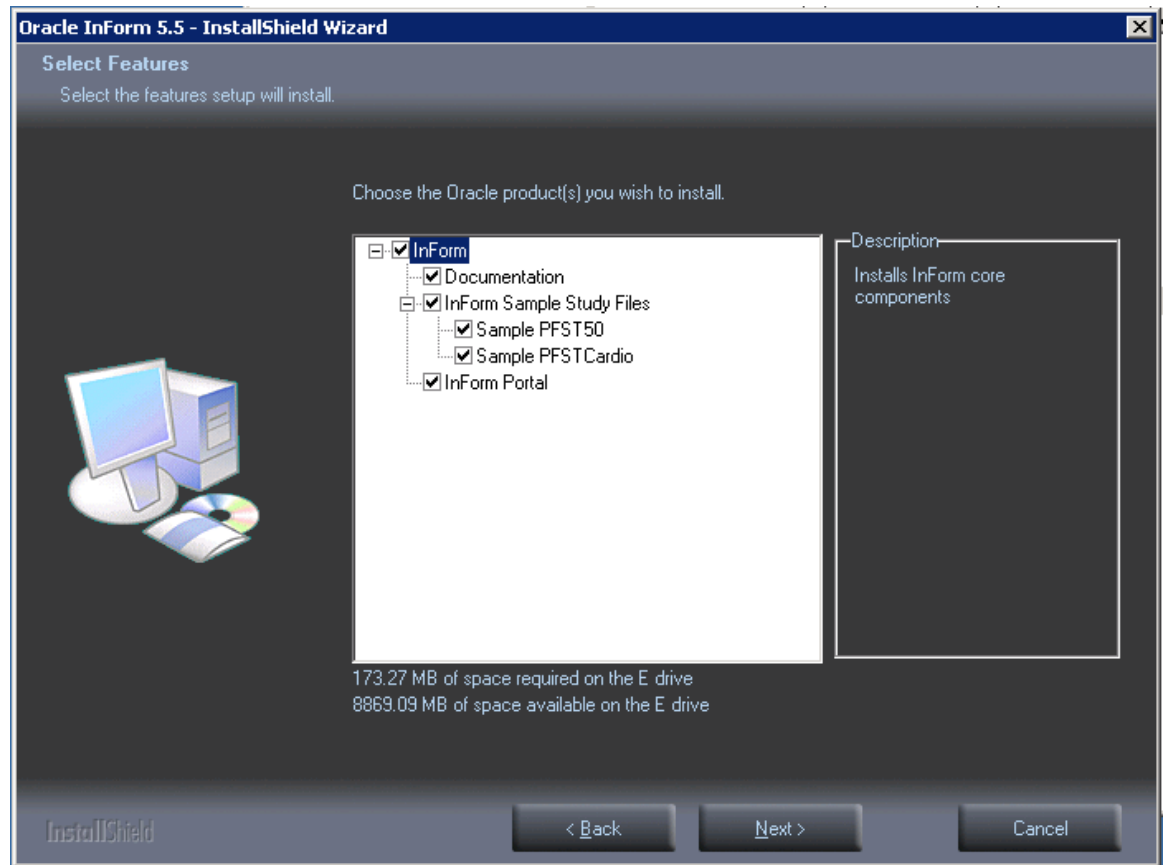 Oracle InForm 5.5 - InstallShield Wizard
Select Features
Select the features setup will install.
Choose the Oracle product(s) you wish to install.
InForm
Documentation
InForm Sample Study Files
Sample PFST50
Sample PFSTCardio
InForm Portal
Description
Installs InForm core
components
173.27 MB of space required on the E drive
8869.09 MB of space available on the E drive
InstallShield
< Back
Next >
Cancel